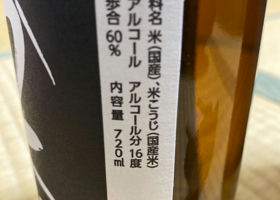 料名 米（国産）、米こうじ（国産米）
アルコール アルコール分 16度
歩合 60％ 内容量 720ml